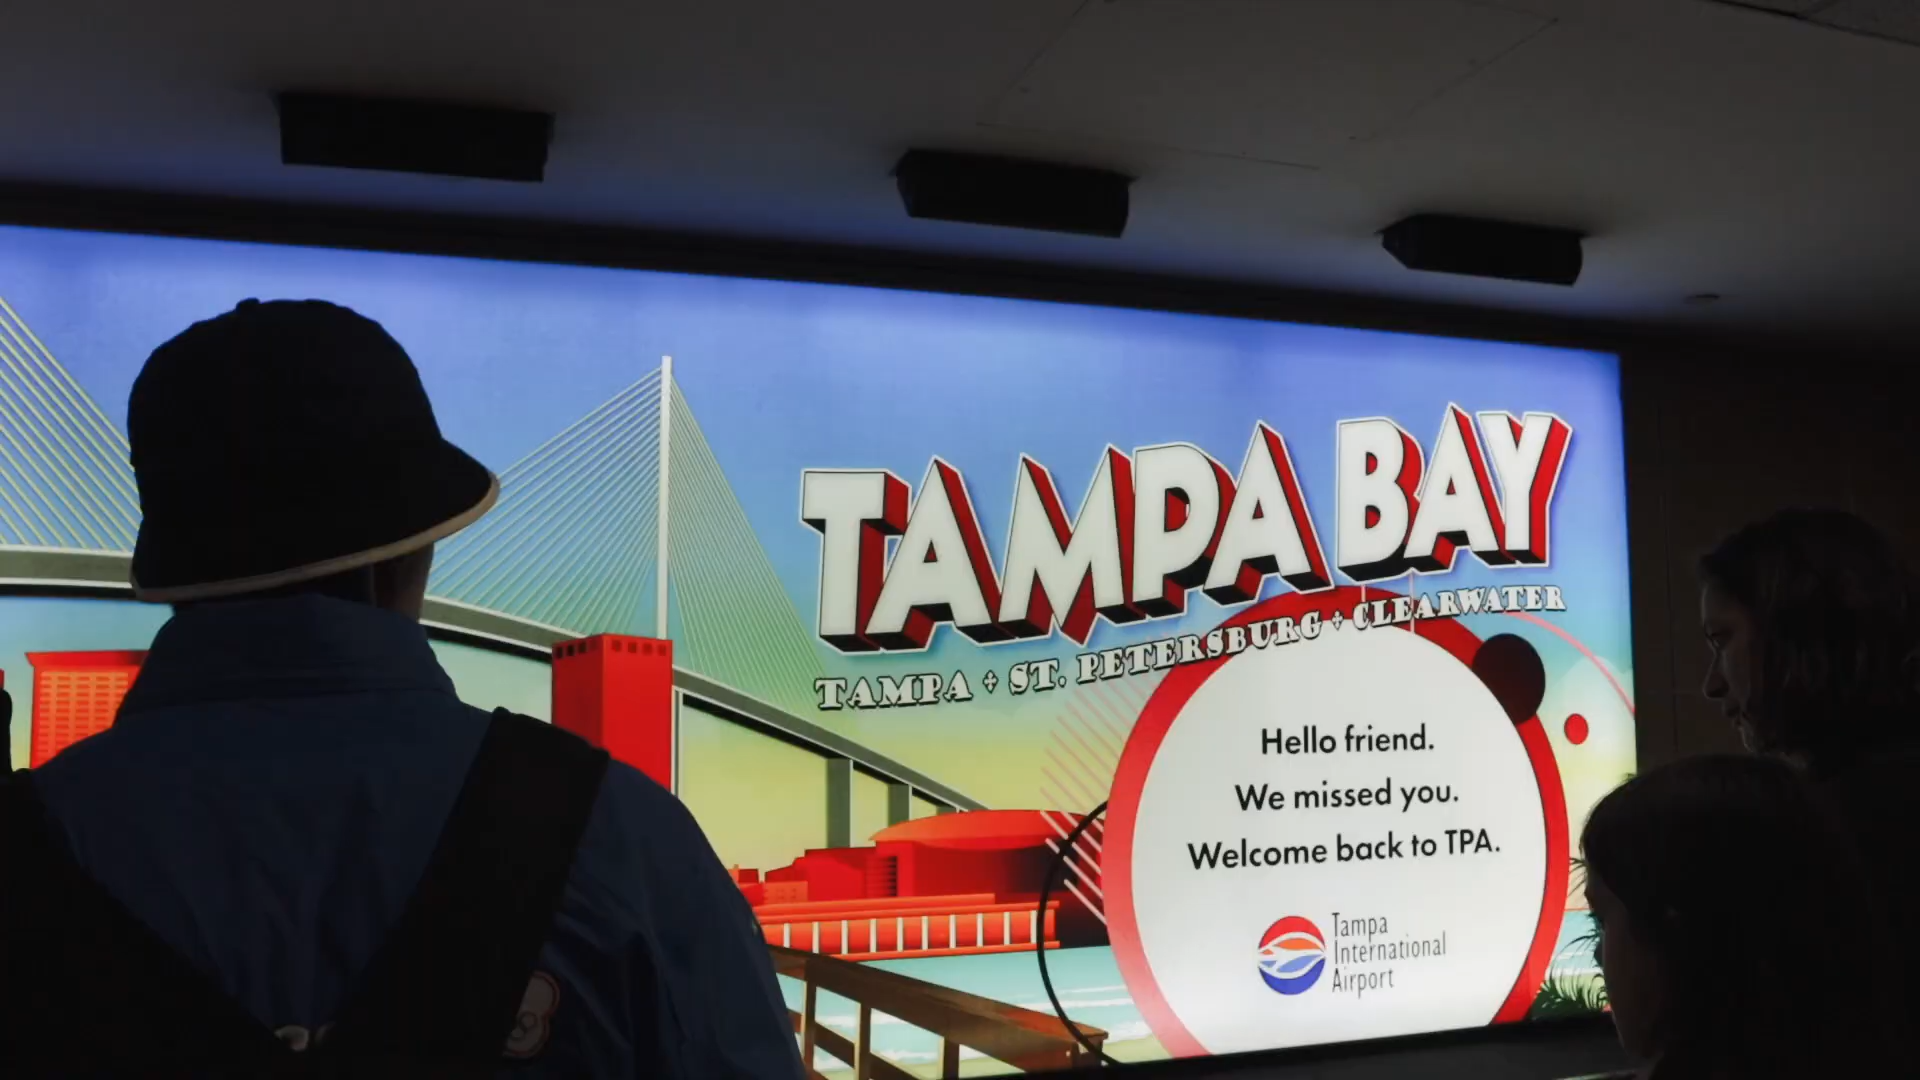 TAMPA BAY
TAMPA ✦ ST. PETERSBURG ✦ CLEARWATER
Hello friend.
We missed you.
Welcome back to TPA.
Tampa
International
Airport